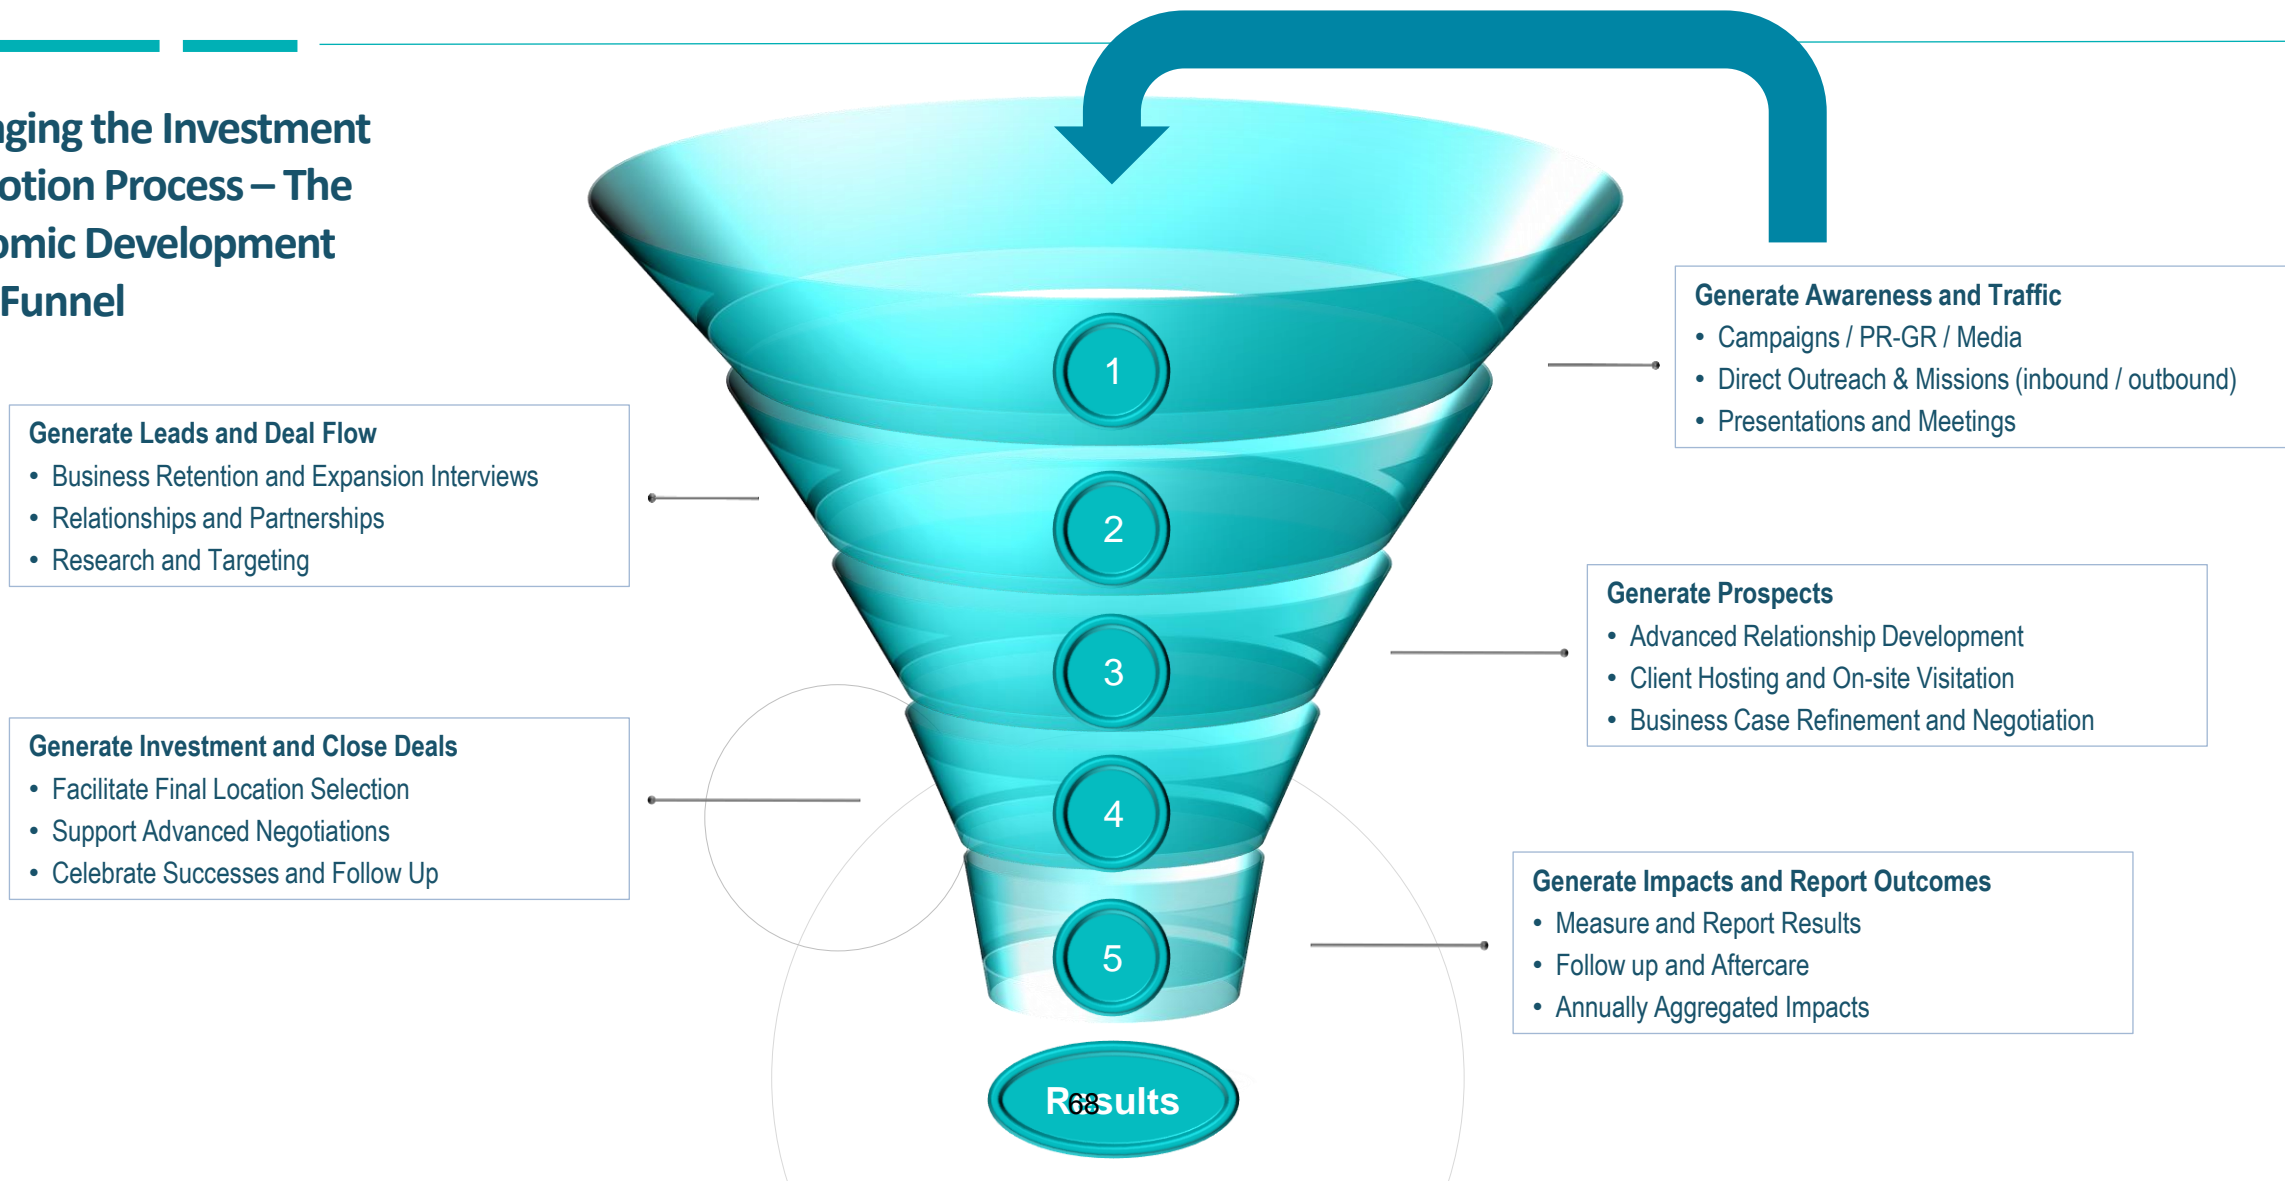 aging the Investment
otion Process – The
omic Development
Funnel
1
Generate Awareness and Traffic
• Campaigns / PR-GR / Media
• Direct Outreach & Missions (inbound / outbound)
• Presentations and Meetings
Generate Leads and Deal Flow
• Business Retention and Expansion Interviews
• Relationships and Partnerships
• Research and Targeting
2
3
Generate Prospects
• Advanced Relationship Development
• Client Hosting and On-site Visitation
• Business Case Refinement and Negotiation
Generate Investment and Close Deals
• Facilitate Final Location Selection
• Support Advanced Negotiations
• Celebrate Successes and Follow Up
4
5
Generate Impacts and Report Outcomes
• Measure and Report Results
• Follow up and Aftercare
• Annually Aggregated Impacts
Results
68